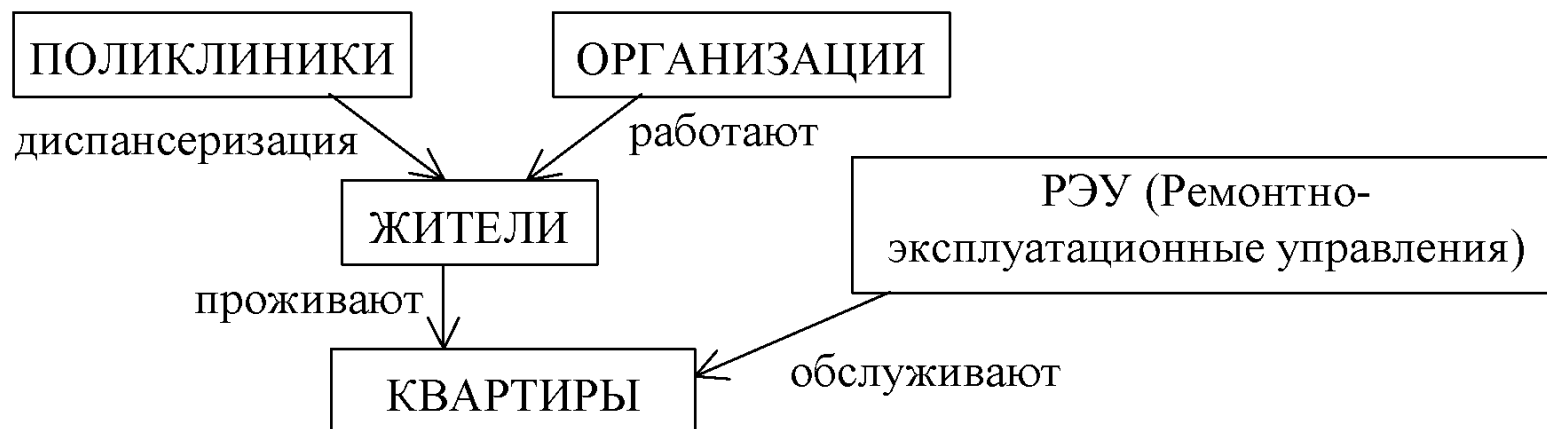 ПОЛИКЛИНИКИ
ОРГАНИЗАЦИИ
диспансеризация
работают
ЖИТЕЛИ
РЭУ (Ремонтно-
эксплуатационные управления)
проживают
обслуживают
КВАРТИРЫ